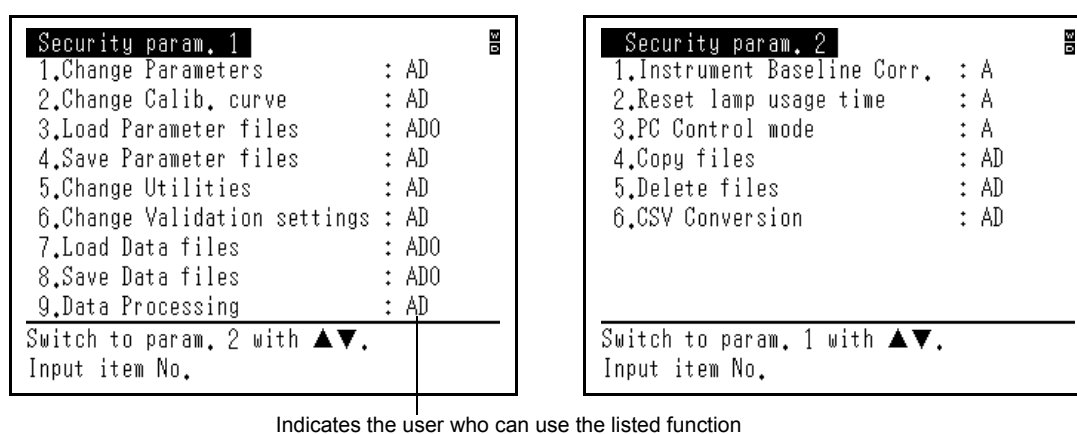 Security param. 1
WD
1.Change Parameters : AD
2.Change Calib. curve : AD
3.Load Parameter files : ADO
4.Save Parameter files : AD
5.Change Utilities : AD
6.Change Validation settings : AD
7.Load Data files : ADO
8.Save Data files : ADO
9.Data Processing : AD
Switch to param. 2 with ▲▼.
Input item No.
Security param. 2
WD
1.Instrument Baseline Corr. : A
2.Reset lamp usage time : A
3.PC Control mode : A
4.Copy files : AD
5.Delete files : AD
6.CSV Conversion : AD
Switch to param. 1 with ▲▼.
Input item No.
Indicates the user who can use the listed function